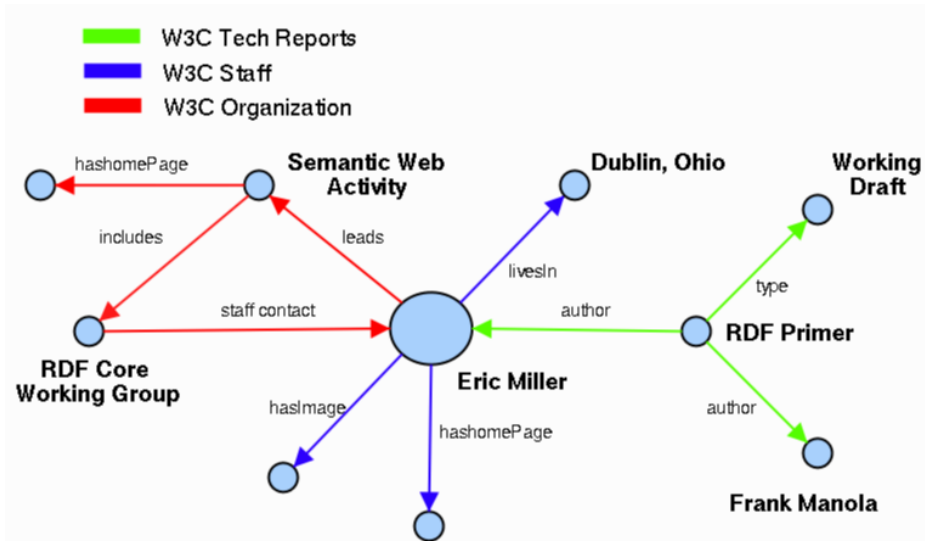 W3C Tech Reports
W3C Staff
W3C Organization
hashomePage
Semantic Web
Activity
Dublin, Ohio
Working
Draft
includes
leads
livesIn
type
staff contact
author
RDF Primer
RDF Core
Working Group
Eric Miller
hasImage
hashomePage
author
Frank Manola